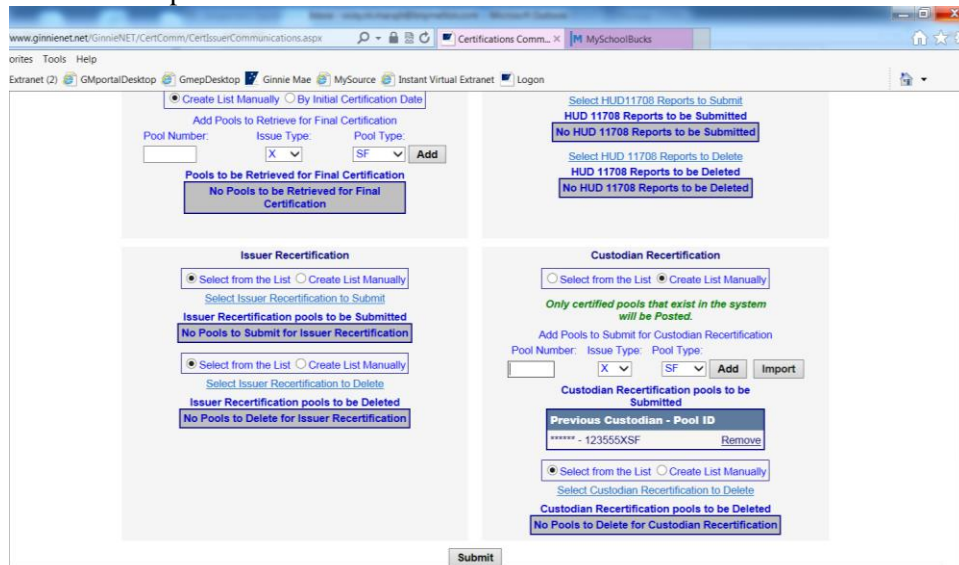 www.ginnienet.net/GinnieNET/CertComm/CertIssuerCommunications.aspx
Certifications Comm...
MySchoolBucks
orites Tools Help
Extranet (2) GMportalDesktop GmepDesktop Ginnie Mae MySource Instant Virtual Extranet Logon
Create List Manually By Initial Certification Date
Add Pools to Retrieve for Final Certification
Pool Number: Issue Type: Pool Type:
X SF Add
Pools to be Retrieved for Final Certification
No Pools to be Retrieved for Final
Certification
Select HUD11708 Reports to Submit
HUD 11708 Reports to be Submitted
No HUD 11708 Reports to be Submitted
Select HUD 11708 Reports to Delete
HUD 11708 Reports to be Deleted
No HUD 11708 Reports to be Deleted
Issuer Recertification
Select from the List Create List Manually
Select Issuer Recertification to Submit
Issuer Recertification pools to be Submitted
No Pools to Submit for Issuer Recertification
Select from the List Create List Manually
Select Issuer Recertification to Delete
Issuer Recertification pools to be Deleted
No Pools to Delete for Issuer Recertification
Custodian Recertification
Select from the List Create List Manually
Only certified pools that exist in the system
will be Posted.
Add Pools to Submit for Custodian Recertification
Pool Number: Issue Type: Pool Type:
X SF Add Import
Custodian Recertification pools to be
Submitted
Previous Custodian - Pool ID
****** - 123555XSF Remove
Select from the List Create List Manually
Select Custodian Recertification to Delete
Custodian Recertification pools to be Deleted
No Pools to Delete for Custodian Recertification
Submit